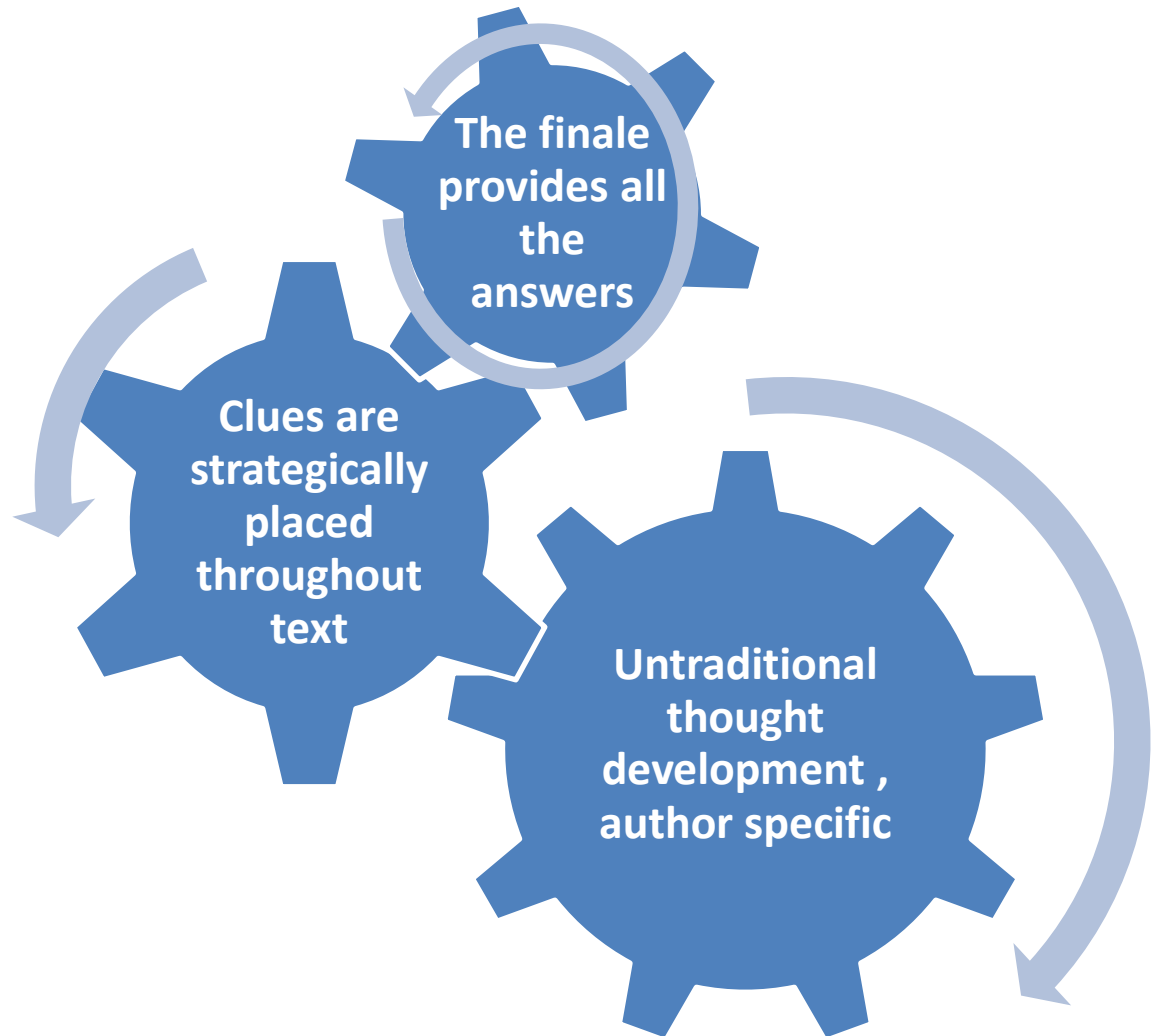 The finale
provides all
the
answers
Clues are
strategically
placed
throughout
text
Untraditional
thought
development ,
author specific